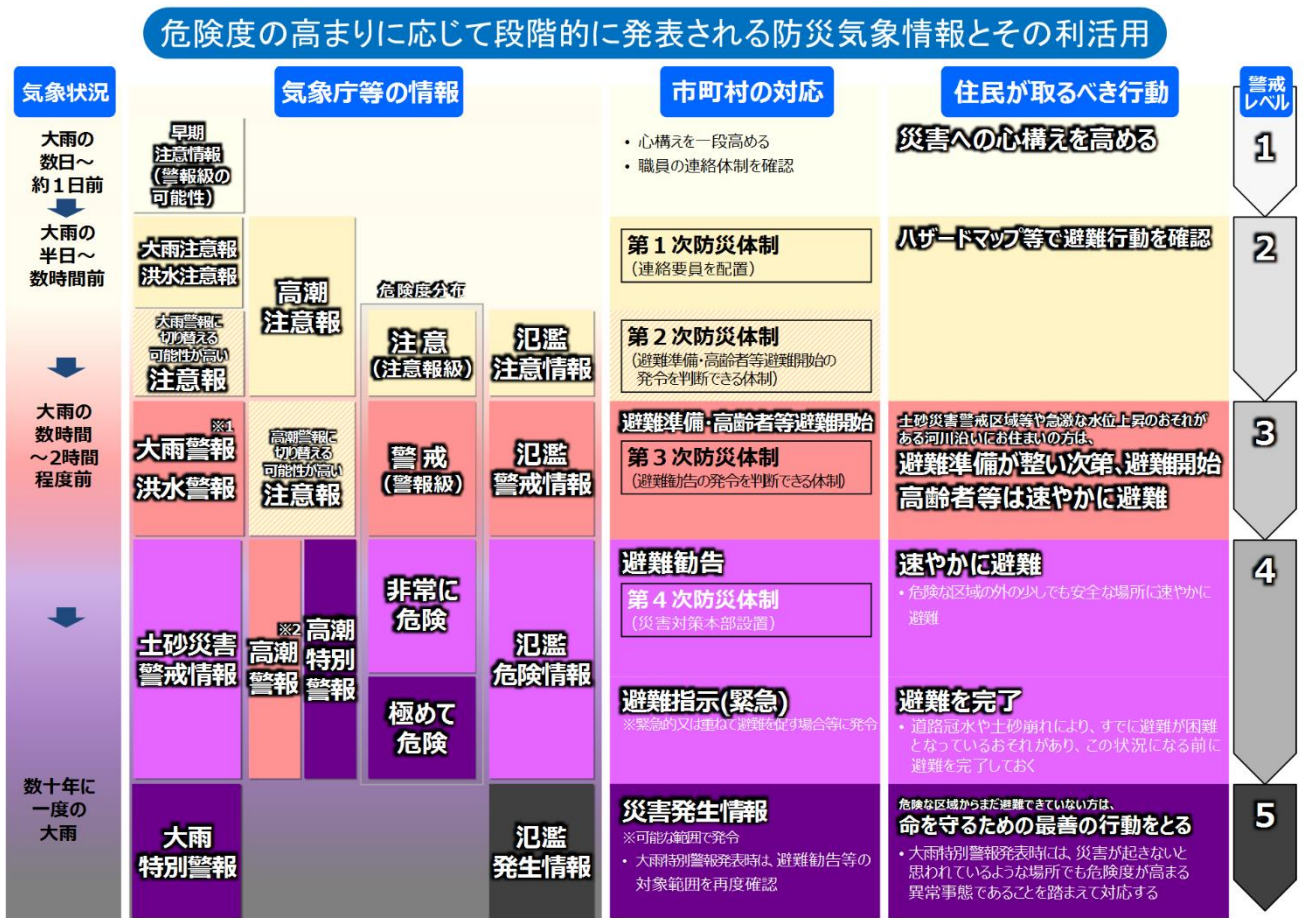 危険度の高まりに応じて段階的に発表される防災気象情報とその利活用
気象状況
気象庁等の情報
市町村の対応
住民が取るべき行動
警戒
レベル
大雨の
数日～
約1日前
早期
注意情報
(警報級の
可能性)
・ 心構えを一段高める
・ 職員の連絡体制を確認
災害への心構えを高める
1
大雨の
半日～
数時間前
大雨注意報
洪水注意報
高潮
注意報
危険度分布
第1次防災体制
(連絡要員を配置)
ハザードマップ等で避難行動を確認
2
大雨警報に
切り替える
可能性が高い
注意報
注意
(注意報級)
氾濫
注意情報
第2次防災体制
(避難準備・高齢者等避難開始の
発令を判断できる体制)
大雨の
数時間
～2時間
程度前
※1
大雨警報
洪水警報
高潮警報に
切り替える
可能性が高い
注意報
警戒
(警報級)
氾濫
警戒情報
避難準備・高齢者等避難開始
第3次防災体制
(避難勧告の発令を判断できる体制)
土砂災害警戒区域等や急激な水位上昇のおそれが
ある河川沿いにお住まいの方は、
避難準備が整い次第、避難開始
高齢者等は速やかに避難
3
土砂災害
警戒情報
※2
高潮
警報
高潮
特別
警報
非常に
危険
極めて
危険
氾濫
危険情報
避難勧告
第4次防災体制
(災害対策本部設置)
速やかに避難
・危険な区域の外の少しでも安全な場所に速やかに
避難
4
避難指示(緊急)
※緊急的又は重ねて避難を促す場合等に発令
避難を完了
・ 道路冠水や土砂崩れにより、すでに避難が困難
となっているおそれがあり、この状況になる前に
避難を完了しておく
数十年に
一度の
大雨
大雨
特別警報
氾濫
発生情報
災害発生情報
※可能な範囲で発令
・ 大雨特別警報発表時は、避難勧告等の
対象範囲を再度確認
危険な区域からまだ避難できていない方は、
命を守るための最善の行動をとる
・ 大雨特別警報発表時には、災害が起きないと
思われているような場所でも危険度が高まる
異常事態であることを踏まえて対応する
5